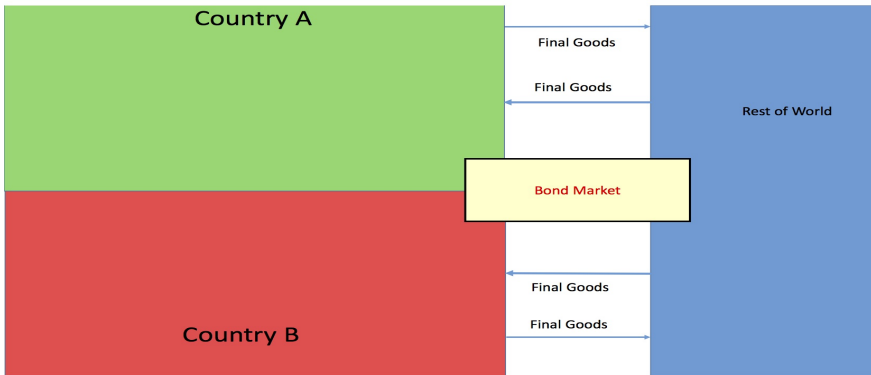 Country A
Final Goods
Final Goods
Rest of World
Bond Market
Final Goods
Final Goods
Country B